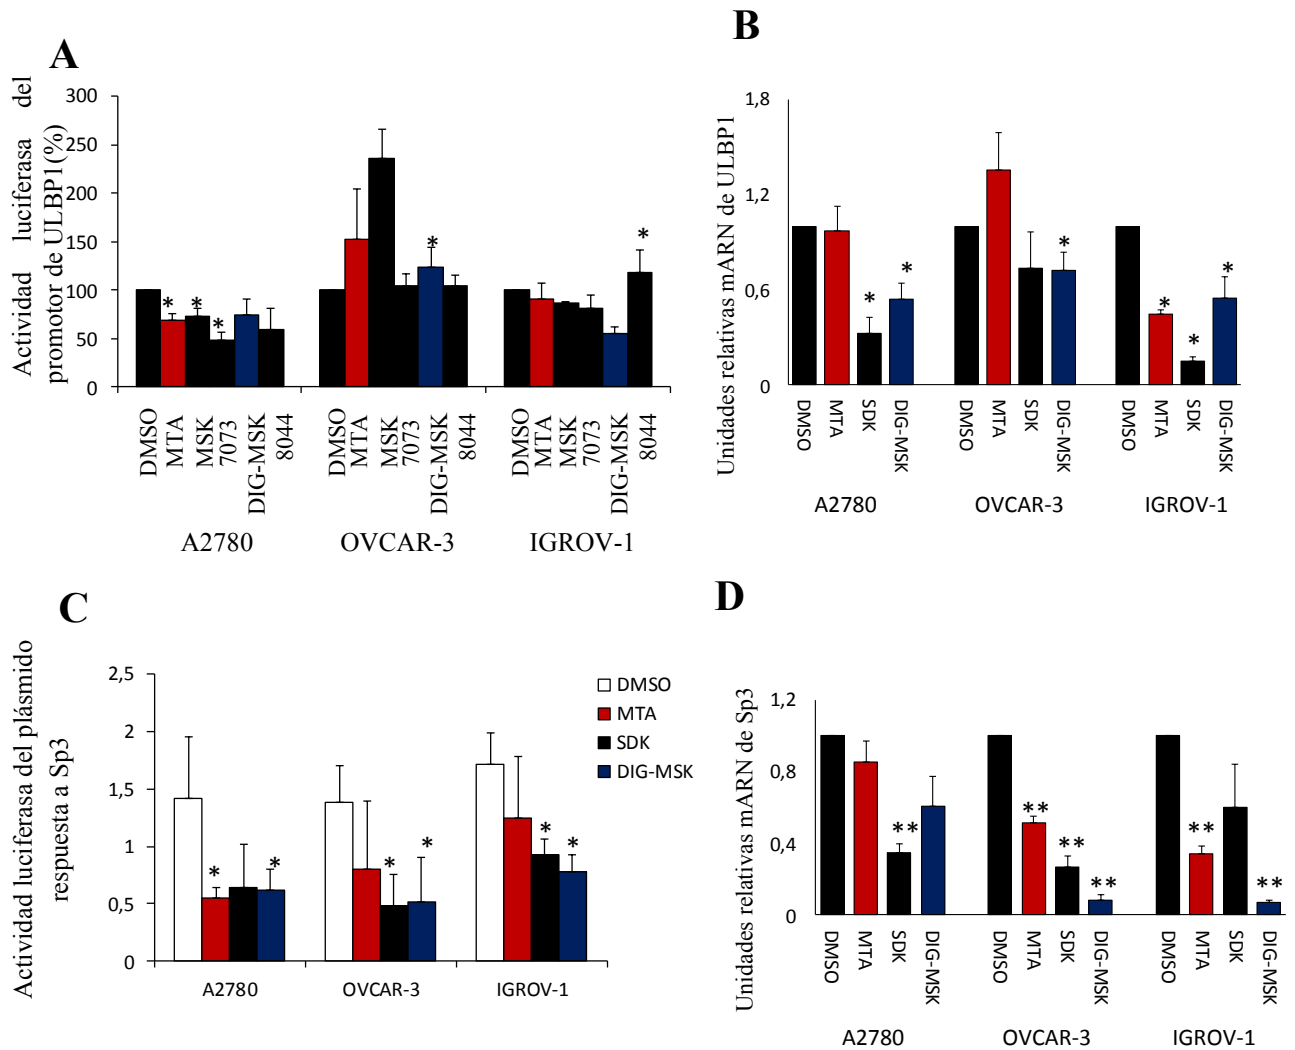 A
Actividad luciferasa del
promotor de ULBP1(%)
300
250
200
150
100
50
0
* * * * *
DMSO MTA MSK 7073 DIG-MSK 8044 DMSO MTA MSK 7073 DIG-MSK 8044 DMSO MTA MSK 7073 DIG-MSK 8044
A2780 OVCAR-3 IGROV-1
B
Unidades relativas mARN de ULBP1
1,8
1,2
0,6
0
* * * * * *
DMSO MTA SDK DIG-MSK DMSO MTA SDK DIG-MSK DMSO MTA SDK DIG-MSK
A2780 OVCAR-3 IGROV-1
C
Actividad luciferasa del plásmido
respuesta a Sp3
2,5
2
1,5
1
0,5
0
* * * * * *
DMSO
MTA
SDK
DIG-MSK
A2780 OVCAR-3 IGROV-1
D
Unidades relativas mARN de Sp3
1,2
0,8
0,4
0
** ** ** ** ** **
DMSO MTA SDK DIG-MSK DMSO MTA SDK DIG-MSK DMSO MTA SDK DIG-MSK
A2780 OVCAR-3 IGROV-1